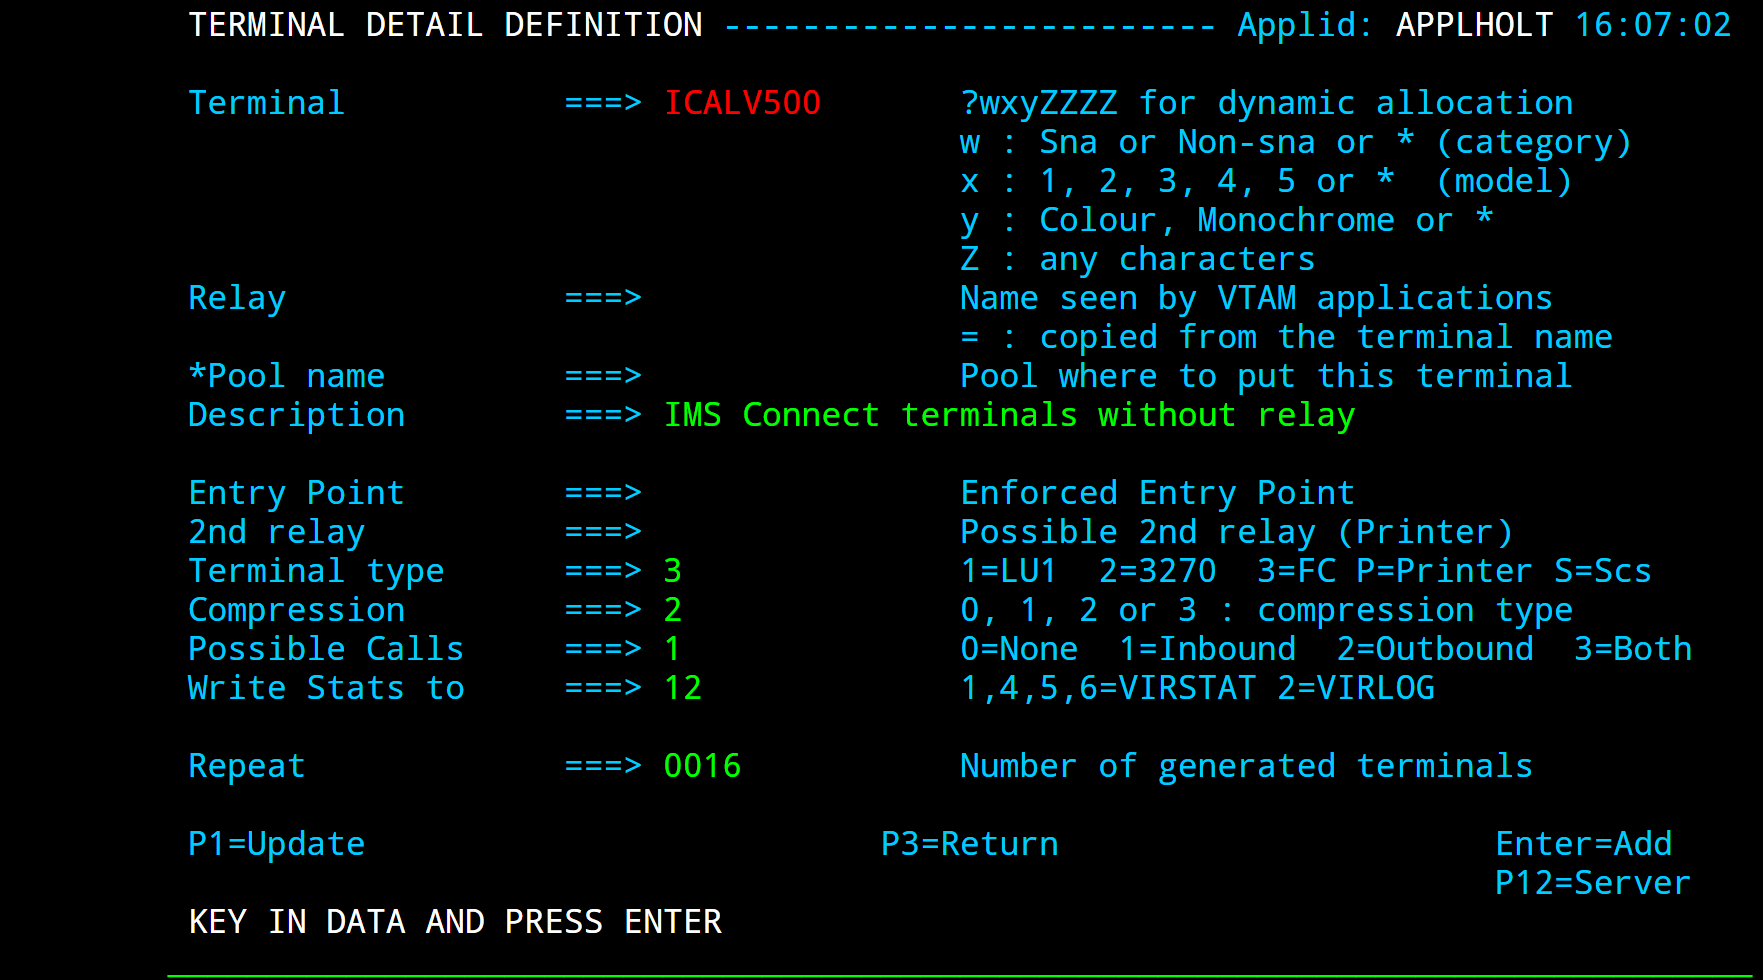 TERMINAL DETAIL DEFINITION ------------------------- Applid: APPLHOLT 16:07:02
Terminal ===> ICALV500 ?wxyZZZZ for dynamic allocation
w : Sna or Non-sna or * (category)
x : 1, 2, 3, 4, 5 or * (model)
y : Colour, Monochrome or *
Z : any characters
Relay ===> Name seen by VTAM applications
= : copied from the terminal name
*Pool name ===> Pool where to put this terminal
Description ===> IMS Connect terminals without relay
Entry Point ===> Enforced Entry Point
2nd relay ===> Possible 2nd relay (Printer)
Terminal type ===> 3 1=LU1 2=3270 3=FC P=Printer S=Scs
Compression ===> 2 0, 1, 2 or 3 : compression type
Possible Calls ===> 1 0=None 1=Inbound 2=Outbound 3=Both
Write Stats to ===> 12 1,4,5,6=VIRSTAT 2=VIRLOG
Repeat ===> 0016 Number of generated terminals
P1=Update P3=Return Enter=Add
P12=Server
KEY IN DATA AND PRESS ENTER